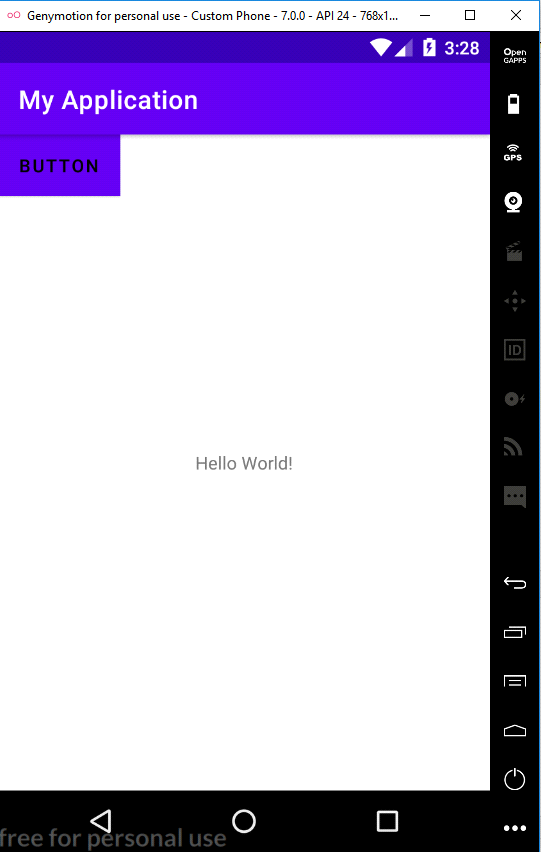 Genymotion for personal use - Custom Phone - 7.0.0 - API 24 - 768x1...
3:28
Open
GAPPS
My Application
BUTTON
GPS
ID
Hello World!
free for personal use